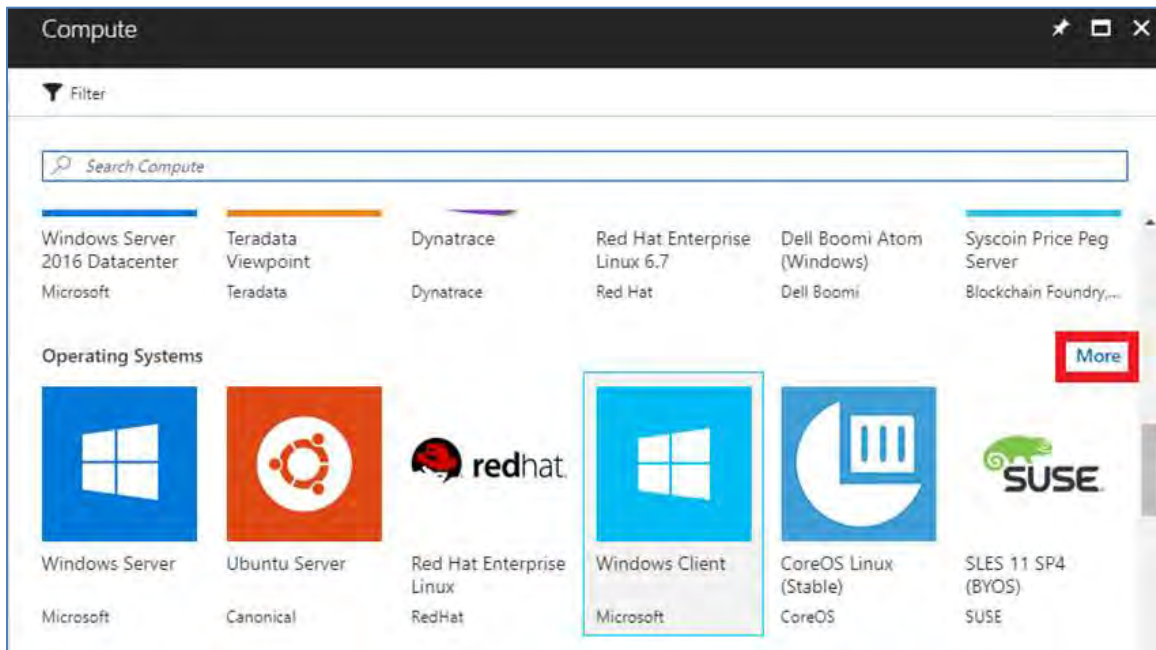 Compute
Filter
Search Compute
Windows Server Teradata Dynatrace Red Hat Enterprise Dell Boomi Atom Syscoin Price Peg
2016 Datacenter Viewpoint Linux 6.7 (Windows) Server
Microsoft Teradata Dynatrace Red Hat Dell Boomi Blockchain Foundry,...
Operating Systems More
redhat. SUSE
Windows Server Ubuntu Server Red Hat Enterprise Windows Client CoreOS Linux SLES 11 SP4
Linux (Stable) (BYOS)
Microsoft Canonical RedHat Microsoft CoreOS SUSE